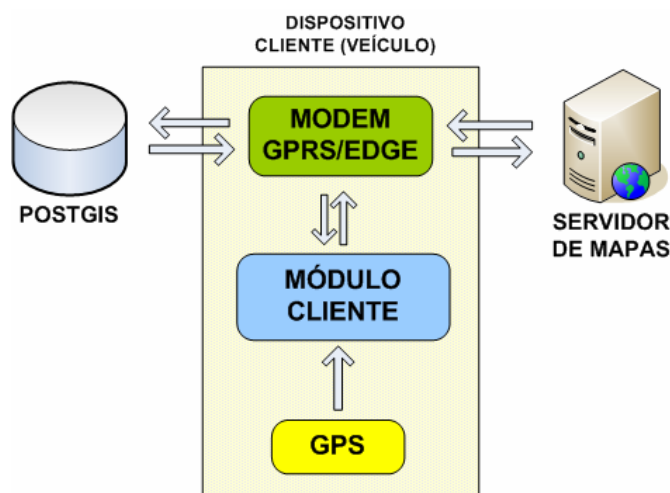 DISPOSITIVO
CLIENTE (VEÍCULO)
MODEM
GPRS/EDGE
POSTGIS
SERVIDOR
DE MAPAS
MÓDULO
CLIENTE
GPS